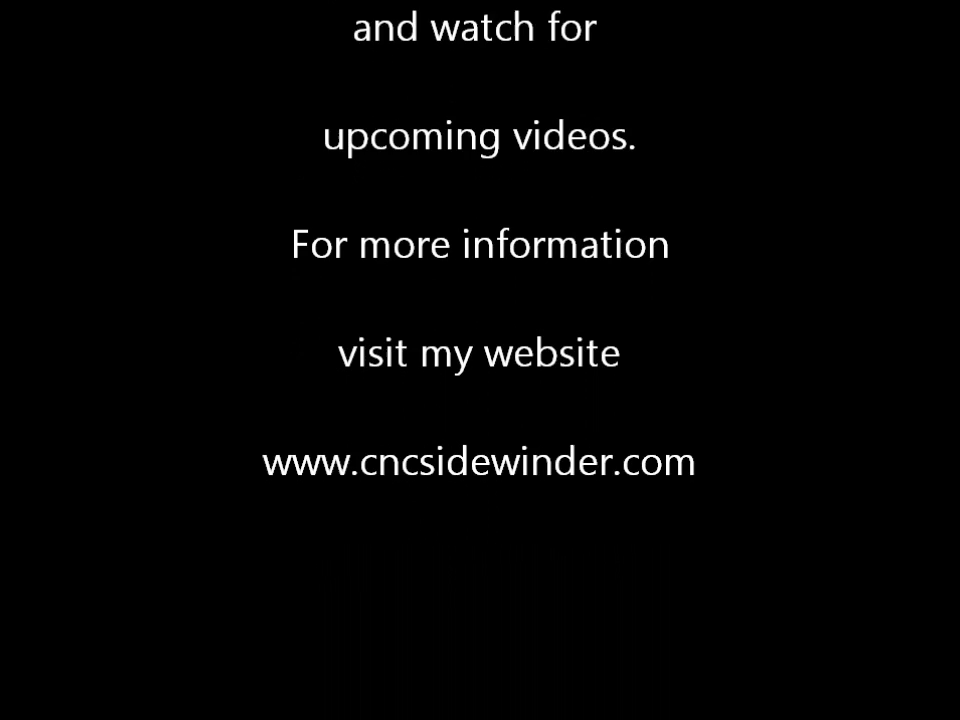 and watch for
upcoming videos.
For more information
visit my website
www.cncsidewinder.com